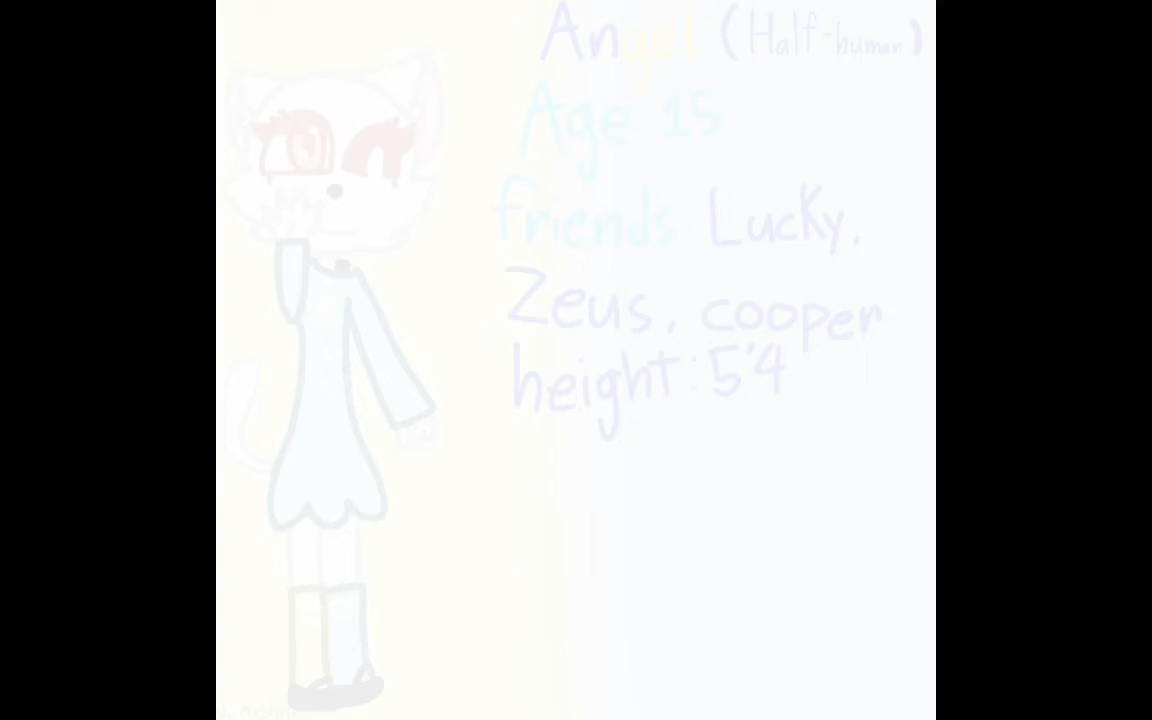 Angel (Half-human)
Age 15
friends Lucky,
Zeus, cooper
height: 5'4